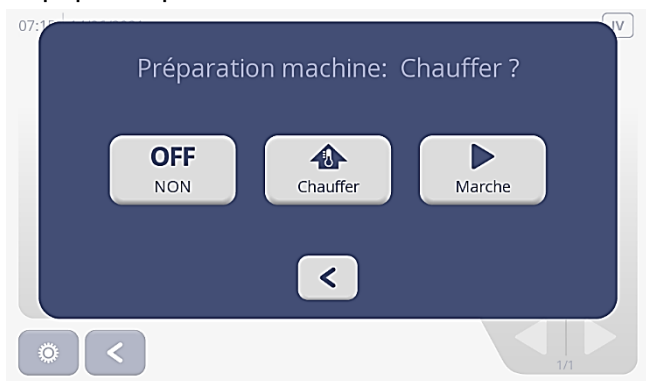 07:15
IV
Préparation machine: Chauffer ?
OFF
NON
Chauffer
Marche
1/1